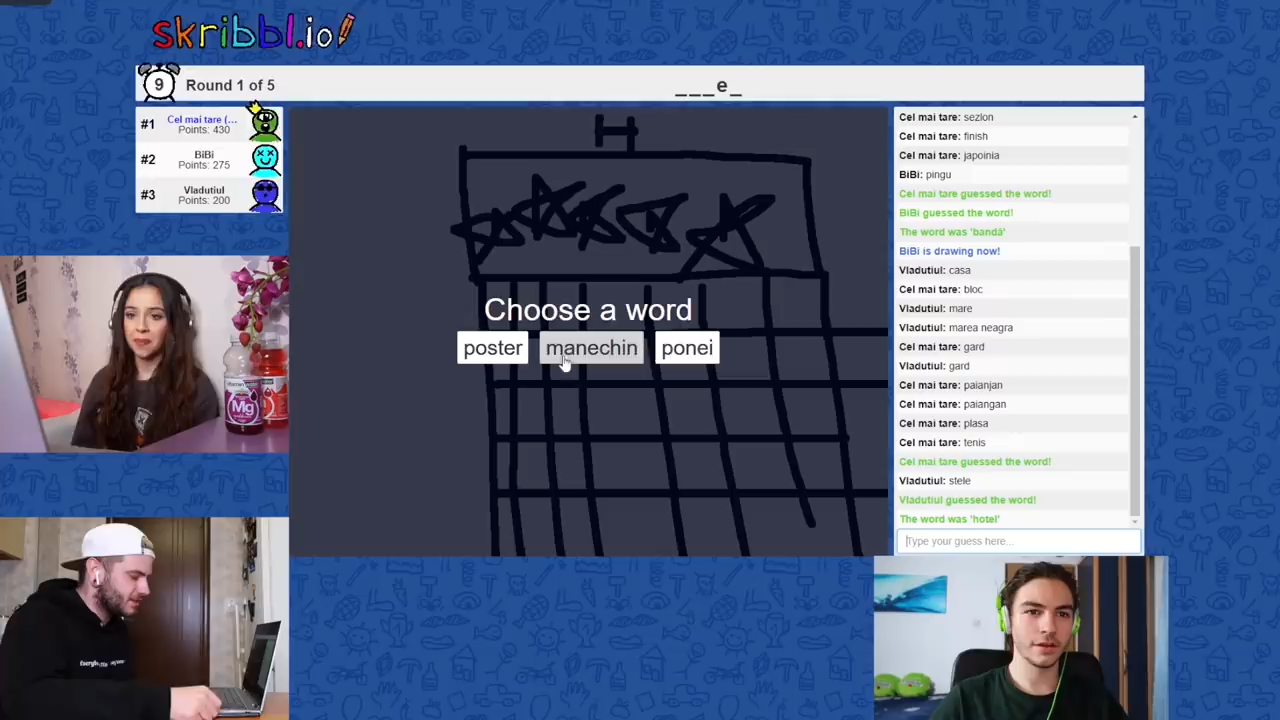 skribbl.io!
9
Round 1 of 5
___e_
#1
Cel mai tare (...
Points: 430
#2
BiBi
Points: 275
#3
Vladutiul
Points: 200
H
Choose a word
poster
manechin
ponei
Cel mai tare: sezlon
Cel mai tare: finish
Cel mai tare: japoinia
BiBi: pingu
Cel mai tare guessed the word!
BiBi guessed the word!
The word was 'bandă'
BiBi is drawing now!
Vladutiul: casa
Cel mai tare: bloc
Vladutiul: mare
Vladutiul: marea neagra
Cel mai tare: gard
Vladutiul: gard
Cel mai tare: paianjan
Cel mai tare: paiangan
Cel mai tare: plasa
Cel mai tare: tenis
Cel mai tare guessed the word!
Vladutiul: stele
Vladutiul guessed the word!
The word was 'hotel'
Type your guess here...
Mg